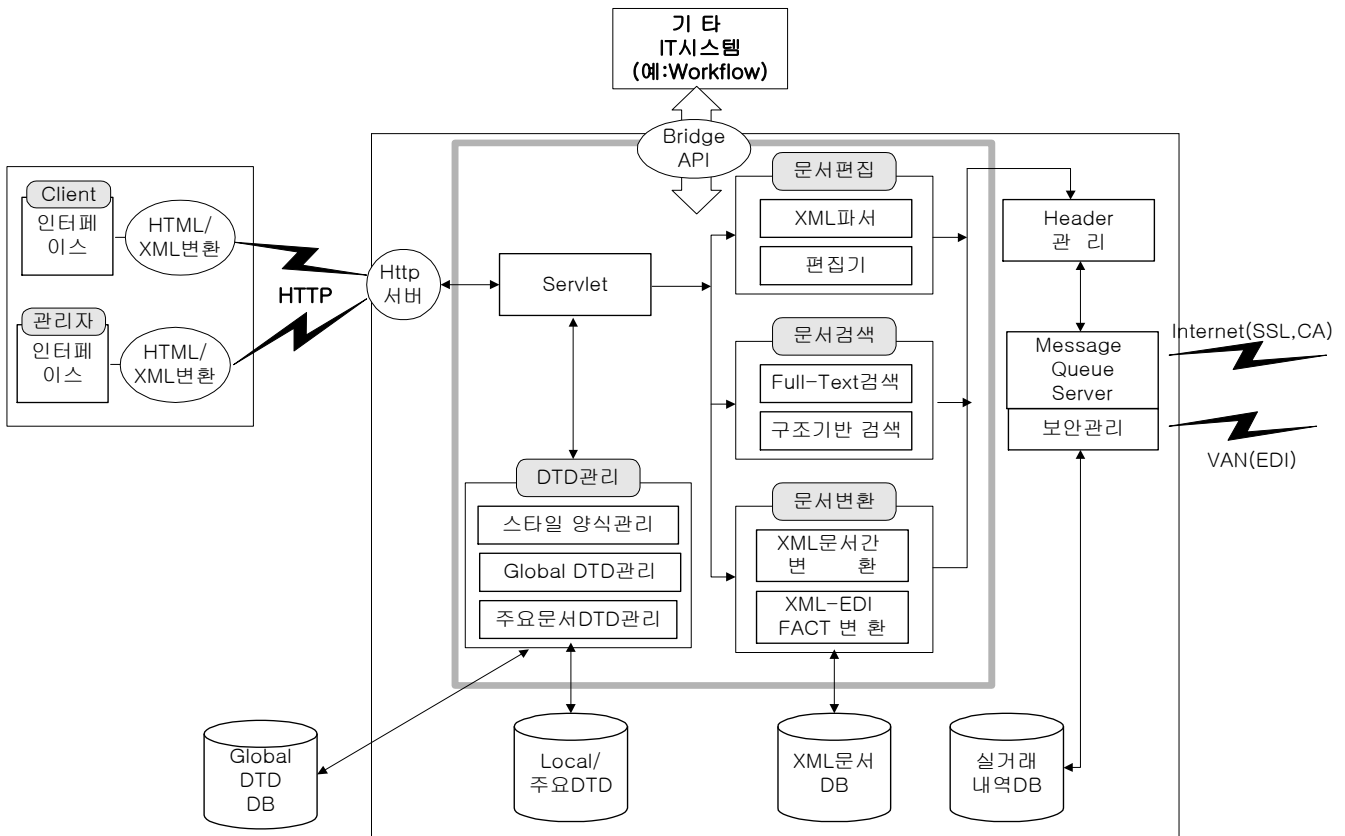 기 타
IT시스템
(예:Workflow)
Bridge
API
Client
인터페
이스
HTML/
XML변환
관리자
인터페
이스
HTML/
XML변환
HTTP
Http
서버
Servlet
DTD관리
스타일 양식관리
Global DTD관리
주요문서DTD관리
문서편집
XML파서
편집기
문서검색
Full-Text검색
구조기반 검색
문서변환
XML문서간
변 환
XML-EDI
FACT 변 환
Header
관 리
Message
Queue
Server
보안관리
Internet(SSL,CA)
VAN(EDI)
Global
DTD
DB
Local/
주요DTD
XML문서
DB
실거래
내역DB